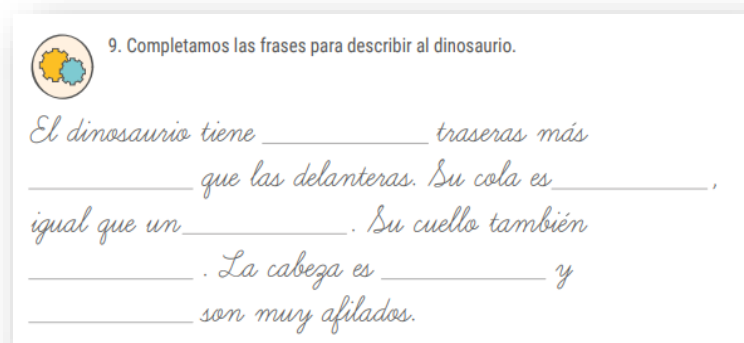 9. Completamos las frases para describir al dinosaurio.
El dinosaurio tiene ____________ traseras más
____________ que las delanteras. Su cola es____________,
igual que un____________. Su cuello también
____________. La cabeza es ____________ y
____________ son muy afilados.